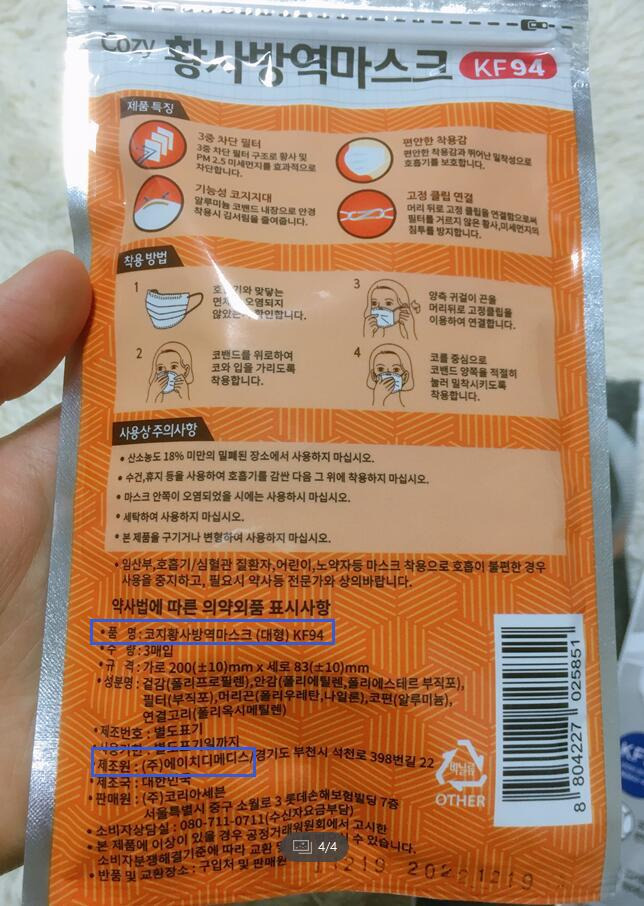 Cozy 황사방역마스크 KF94
제품 특징
3중 차단 필터
3중 차단 필터 구조로 황사 및
PM 2.5 미세먼지를 효과적으로
차단합니다.
편안한 착용감
편안한 착용감과 뛰어난 밀착성으로
호흡기를 보호합니다.
기능성 코지지대
알루미늄 코밴드 내장으로 안경
착용시 김서림을 줄여줍니다.
고정 클립 연결
머리 뒤로 고정 클립을 연결함으로써
필터를 거르지 않은 황사,미세먼지의
침투를 방지합니다.
착용 방법
1
맞닿는
오염되지
확인합니다.
2
코밴드를 위로하여
코와 입을 가리도록
착용합니다.
3
양측 귀걸이 끈을
머리뒤로 고정클립을
이용하여 연결합니다.
4
코를 중심으로
코밴드 양쪽을 적절히
눌러 밀착시키도록
착용합니다.
사용상 주의사항
• 산소농도 18% 미만의 밀폐된 장소에서 사용하지 마십시오.
• 수건,휴지 등을 사용하여 호흡기를 감싼 다음 그 위에 착용하지 마십시오.
• 마스크 안쪽이 오염되었을 시에는 사용하시 마십시오.
• 세탁하여 사용하지 마십시오.
• 본 제품을 구기거나 변형하여 사용하지 마십시오.
• 임산부,호흡기/심혈관 질환자,어린이,노약자등 마스크 착용으로 호흡이 불편한 경우
사용을 중지하고, 필요시 약사등 전문가와 상의바랍니다.
약사법에 따른 의약외품 표시사항
• 품 명 : 코지황사방역마스크 (대형) KF94
• 수 량 : 3매입
• 규 격 : 가로 200(±10)mm x 세로 83(±10)mm
• 성분명 : 겉감(폴리프로필렌),안감(폴리에틸렌,폴리에스테르 부직포),
필터(부직포),머리끈(폴리우레탄,나일론),코편(알루미늄),
연결고리(폴리옥시메틸렌)
• 제조번호 : 별도표기
사용기한 : 별도표기일까지
• 제조원 : (주)에이치디메디스/경기도 부천시 석천로 398번길 22
• 제조국 : 대한민국
• 판매원 : (주)코리아세븐
서울특별시 중구 소월로 3 롯데손해보험빌딩 7층
• 소비자상담실 : 080-711-0711(수신자요금부담)
• 본 제품에 이상이 있을 경우 공정거래위원회에서 고시한
소비자분쟁해결기준에 따라 교환 있습니다.
• 반품 및 교환장소 : 구입처 및 판매원
비닐류
OTHER
8 804227 025851
4/4